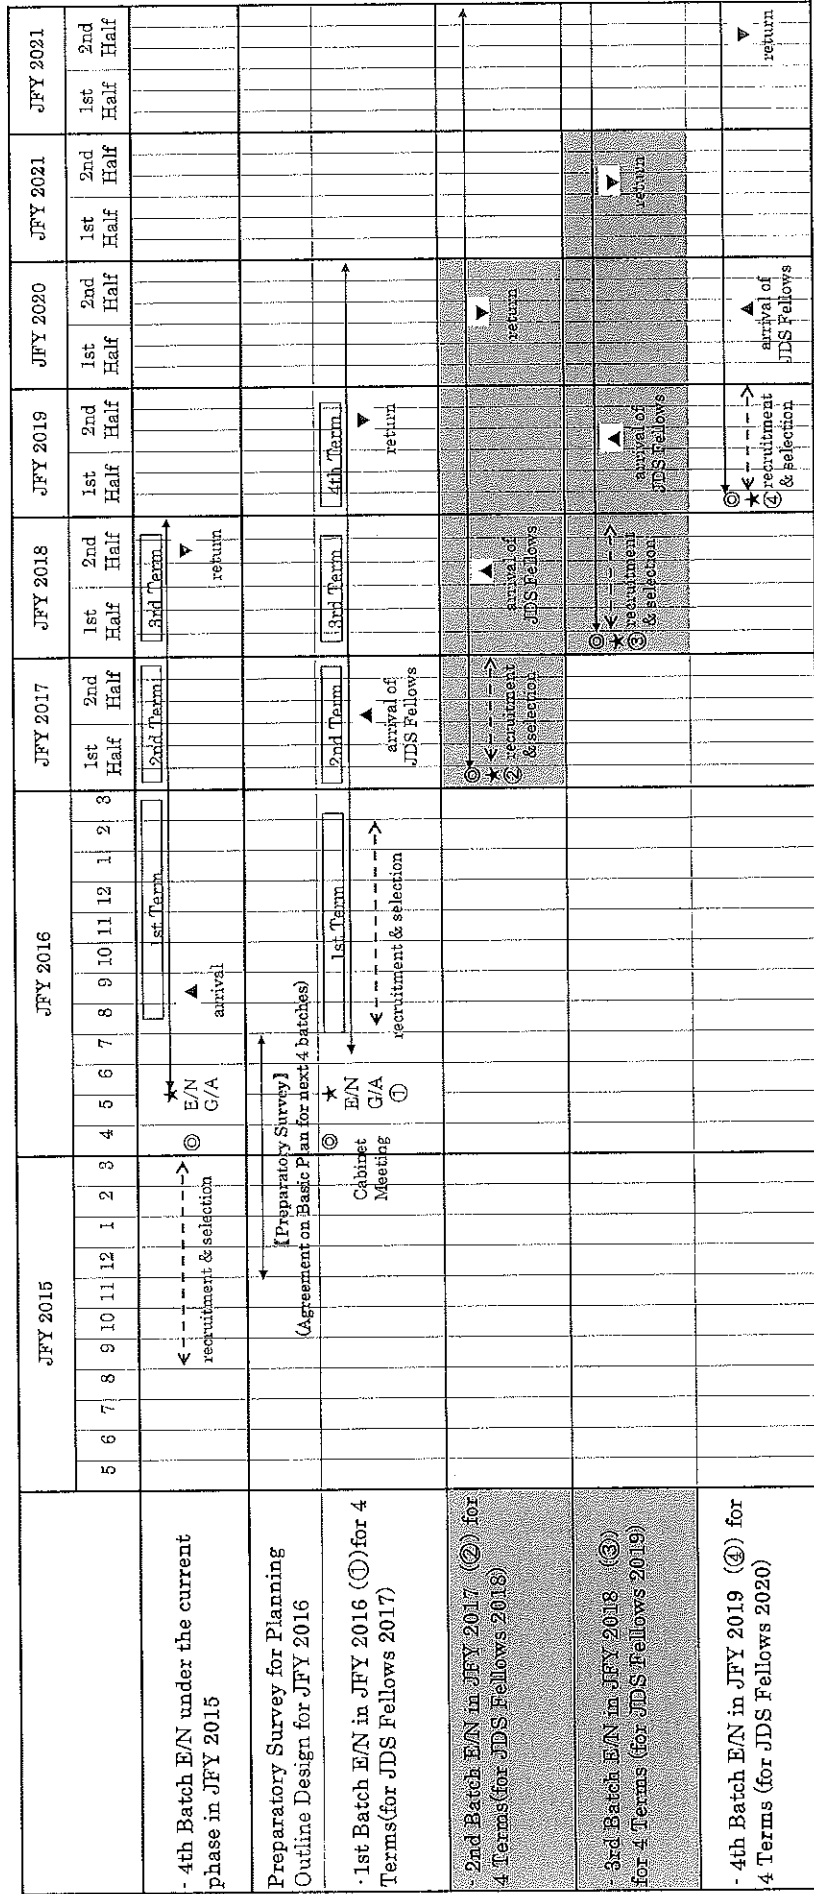 JFY 2015
JFY 2016
JFY 2017
JFY 2018
JFY 2019
JFY 2020
JFY 2021
JFY 2021
5 6 7 8 9 10 11 12 1 2 3 4 5 6 7 8 9 10 11 12 1 2 3
1st Half
2nd Half
1st Half
2nd Half
1st Half
2nd Half
1st Half
2nd Half
1st Half
2nd Half
1st Half
2nd Half
- 4th Batch E/N under the current
phase in JFY 2015
1st Term
2nd Term
3rd Term
◎ ★
recruitment & selection
E/N
G/A
▲
arrival
▼
return
Preparatory Survey for Planning
Outline Design for JFY 2016
【Preparatory Survey】
(Agreement on Basic Plan for next 4 batches)
·1st Batch E/N in JFY 2016 (①)for 4
Terms(for JDS Fellows 2017)
1st Term
2nd Term
3rd Term
4th Term
◎ ★
Cabinet
Meeting
E/N
G/A
①
recruitment & selection
▲
arrival of
JDS Fellows
▼
return
- 2nd Batch E/N in JFY 2017 (②) for
4 Terms(for JDS Fellows 2018)
◎
★
② recruitment
& selection
▲
arrival of
JDS Fellows
▼
return
- 3rd Batch E/N in JFY 2018 (③)
for 4 Terms (for JDS Fellows 2019)
◎
★
③ recruitment
& selection
▲
arrival of
JDS Fellows
▼
return
- 4th Batch E/N in JFY 2019 (④) for
4 Terms (for JDS Fellows 2020)
◎
★
④ recruitment
& selection
▲
arrival of
JDS Fellows
▼
return